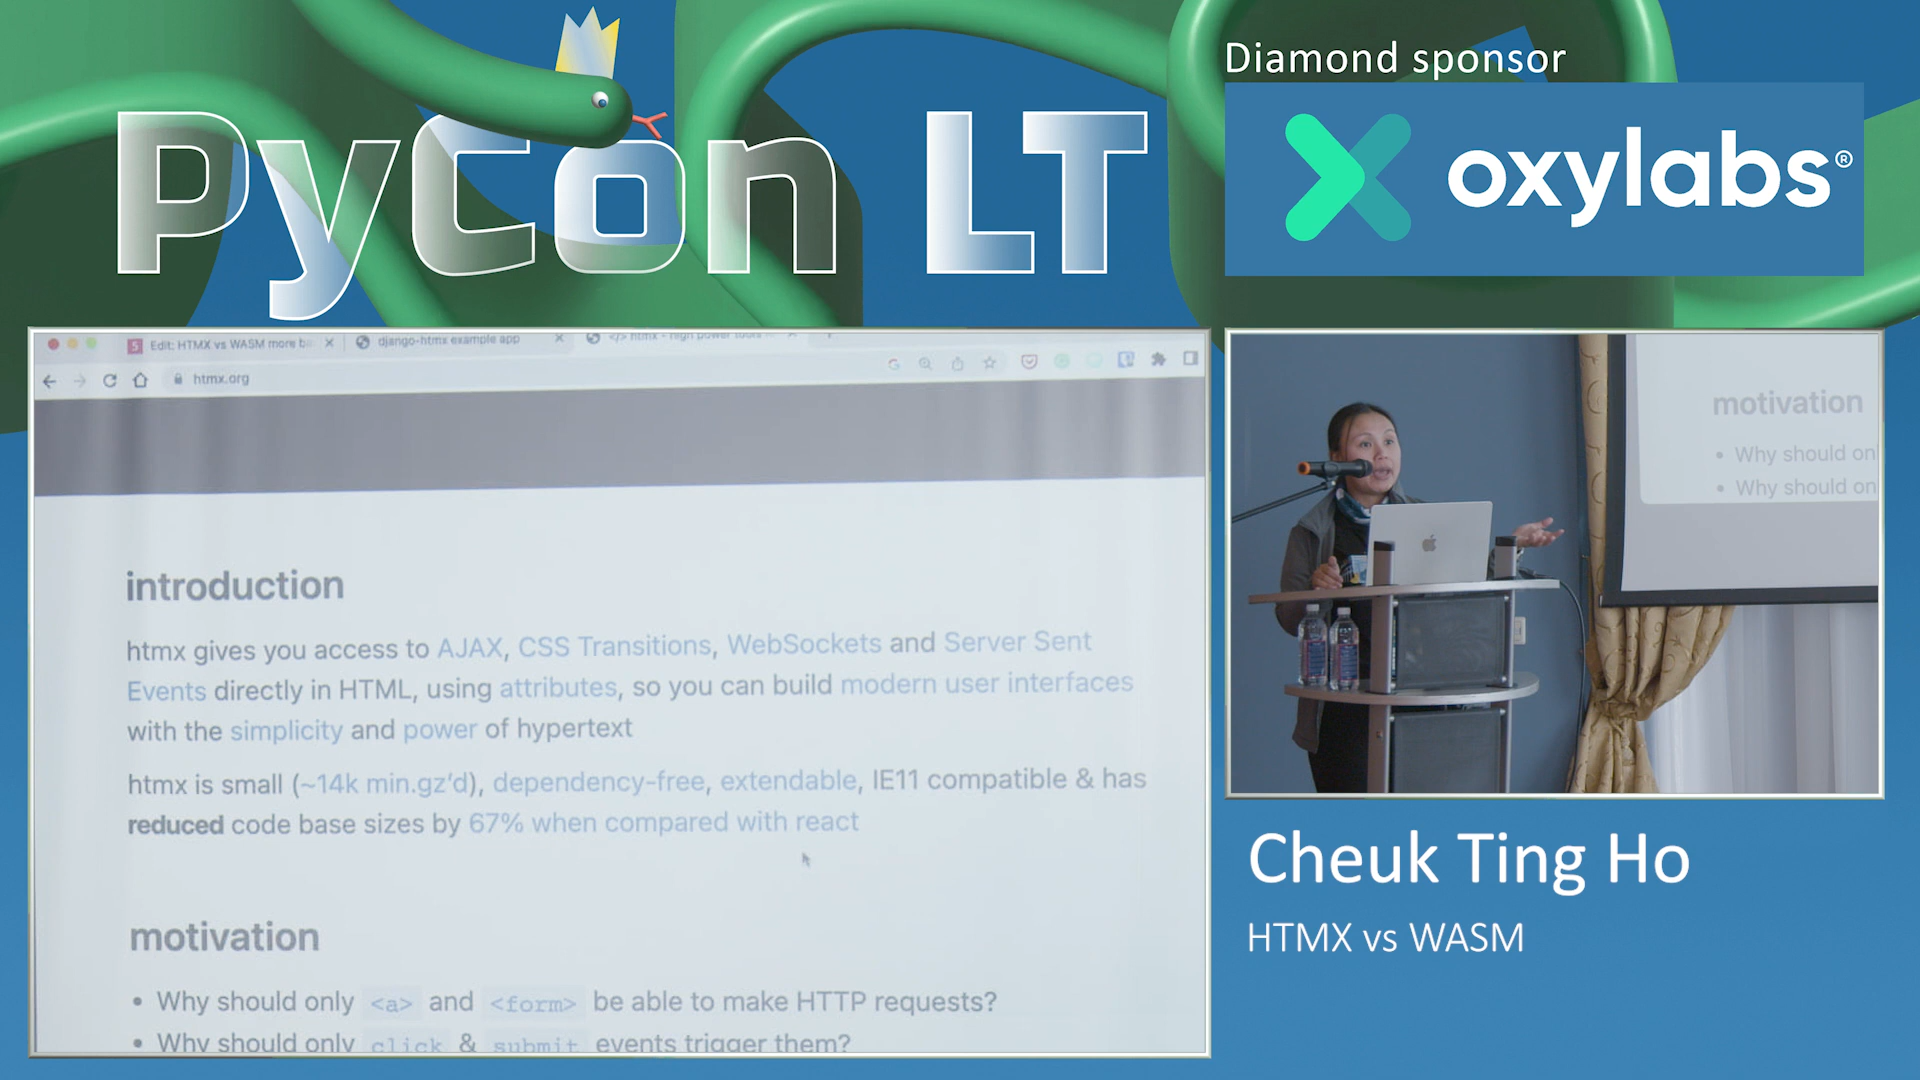 PyCon LT
Diamond sponsor
oxylabs®
Edit: HTMX vs WASM more
django-htmx example app
</> htmx - high power tools
htmx.org
introduction
htmx gives you access to AJAX, CSS Transitions, WebSockets and Server Sent
Events directly in HTML, using attributes, so you can build modern user interfaces
with the simplicity and power of hypertext
htmx is small (~14k min.gz’d), dependency-free, extendable, IE11 compatible & has
reduced code base sizes by 67% when compared with react
motivation
• Why should only <a> and <form> be able to make HTTP requests?
• Why should only click & submit events trigger them?
motivation
• Why should on
• Why should on
Cheuk Ting Ho
HTMX vs WASM